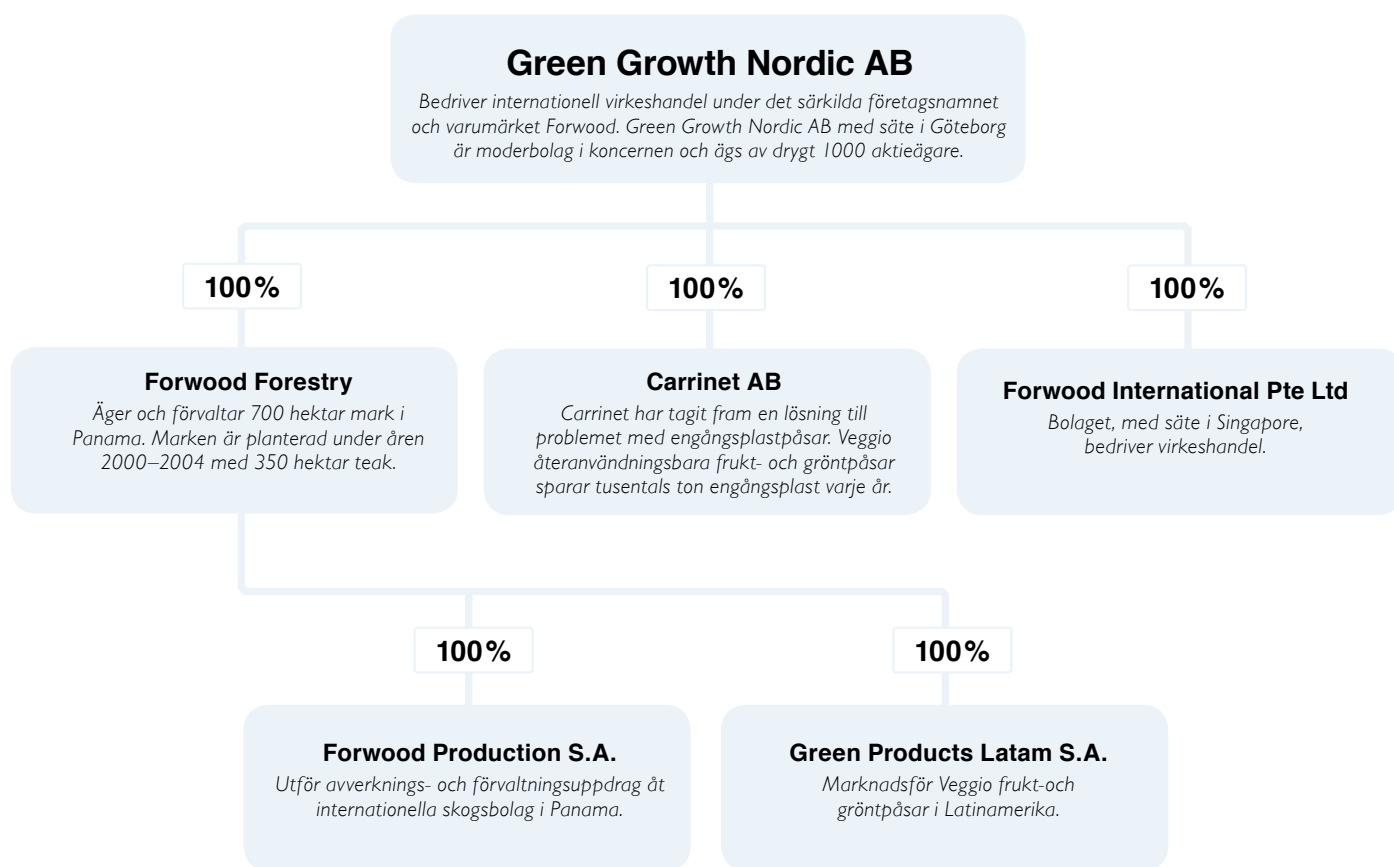 Green Growth Nordic AB
Bedriver internationell virkeshandel under det särkilda företagsnamnet
och varumärket Forwood. Green Growth Nordic AB med säte i Göteborg
är moderbolag i koncernen och ägs av drygt 1000 aktieägare.
100%
100%
100%
Forwood Forestry
Äger och förvaltar 700 hektar mark i
Panama. Marken är planterad under åren
2000–2004 med 350 hektar teak.
Carrinet AB
Carrinet har tagit fram en lösning till
problemet med engångsplastpåsar. Veggio
återanvändningsbara frukt- och gröntpåsar
sparar tusentals ton engångsplast varje år.
Forwood International Pte Ltd
Bolaget, med säte i Singapore,
bedriver virkeshandel.
100%
100%
Forwood Production S.A.
Utför avverknings- och förvaltningsuppdrag åt
internationella skogsbolag i Panama.
Green Products Latam S.A.
Marknadsför Veggio frukt-och
gröntpåsar i Latinamerika.